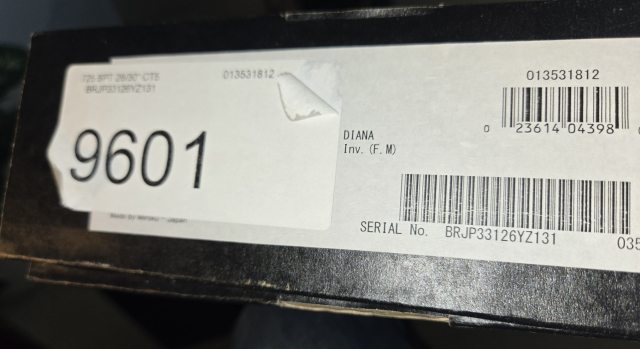 725 SPT 28/30" CTS
013531812
BRJP33126YZ131
9601
Made by Miroku - Japan
DIANA
Inv. (F.M)
013531812
0 23614 04398
SERIAL No. BRJP33126YZ131
035